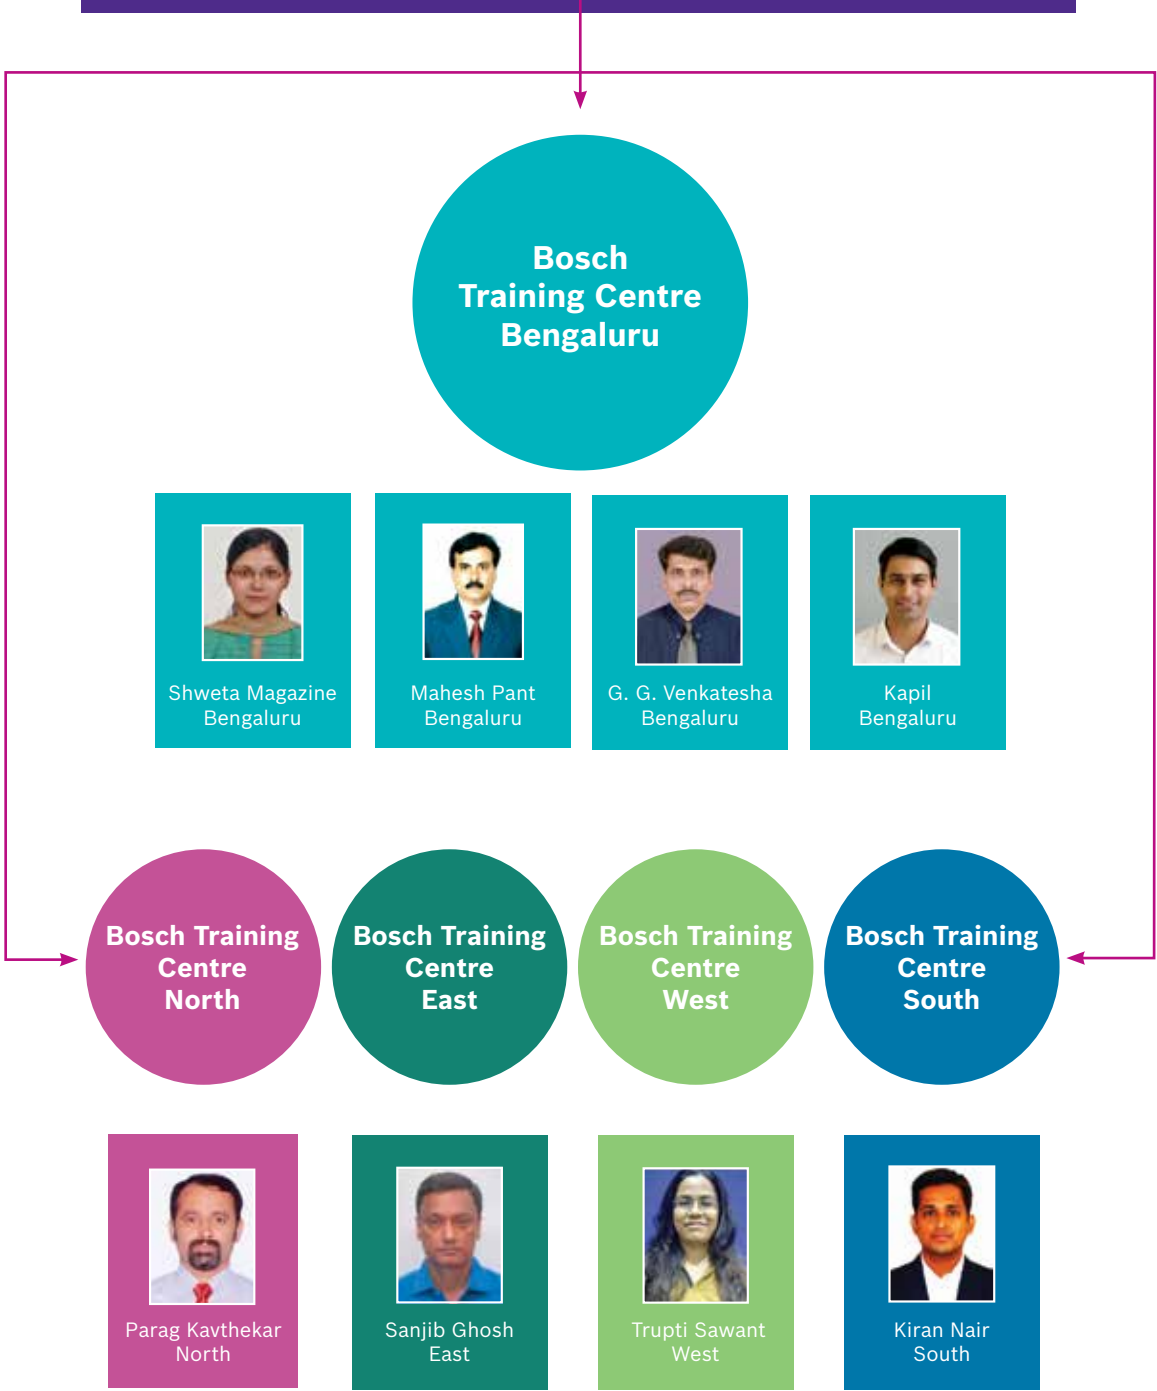 Bosch
Training Centre
Bengaluru
Shweta Magazine
Bengaluru
Mahesh Pant
Bengaluru
G. G. Venkatesha
Bengaluru
Kapil
Bengaluru
Bosch Training
Centre
North
Bosch Training
Centre
East
Bosch Training
Centre
West
Bosch Training
Centre
South
Parag Kavthekar
North
Sanjib Ghosh
East
Trupti Sawant
West
Kiran Nair
South